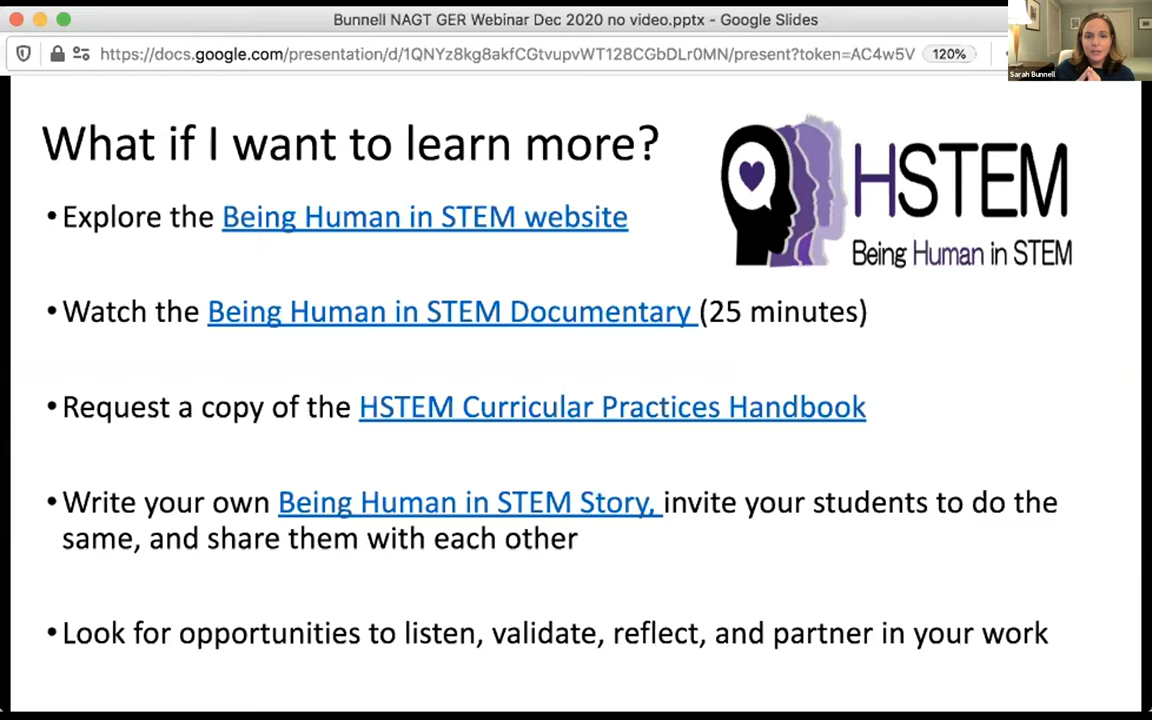 Bunnell NAGT GER Webinar Dec 2020 no video.pptx - Google Slides
https://docs.google.com/presentation/d/1QNYz8kg8akfCGtvupvWT128CGbDLr0MN/present?token=AC4w5V
120%
Sarah Bunnell
What if I want to learn more?
HSTEM
Being Human in STEM
•Explore the Being Human in STEM website
•Watch the Being Human in STEM Documentary (25 minutes)
•Request a copy of the HSTEM Curricular Practices Handbook
•Write your own Being Human in STEM Story, invite your students to do the
same, and share them with each other
•Look for opportunities to listen, validate, reflect, and partner in your work